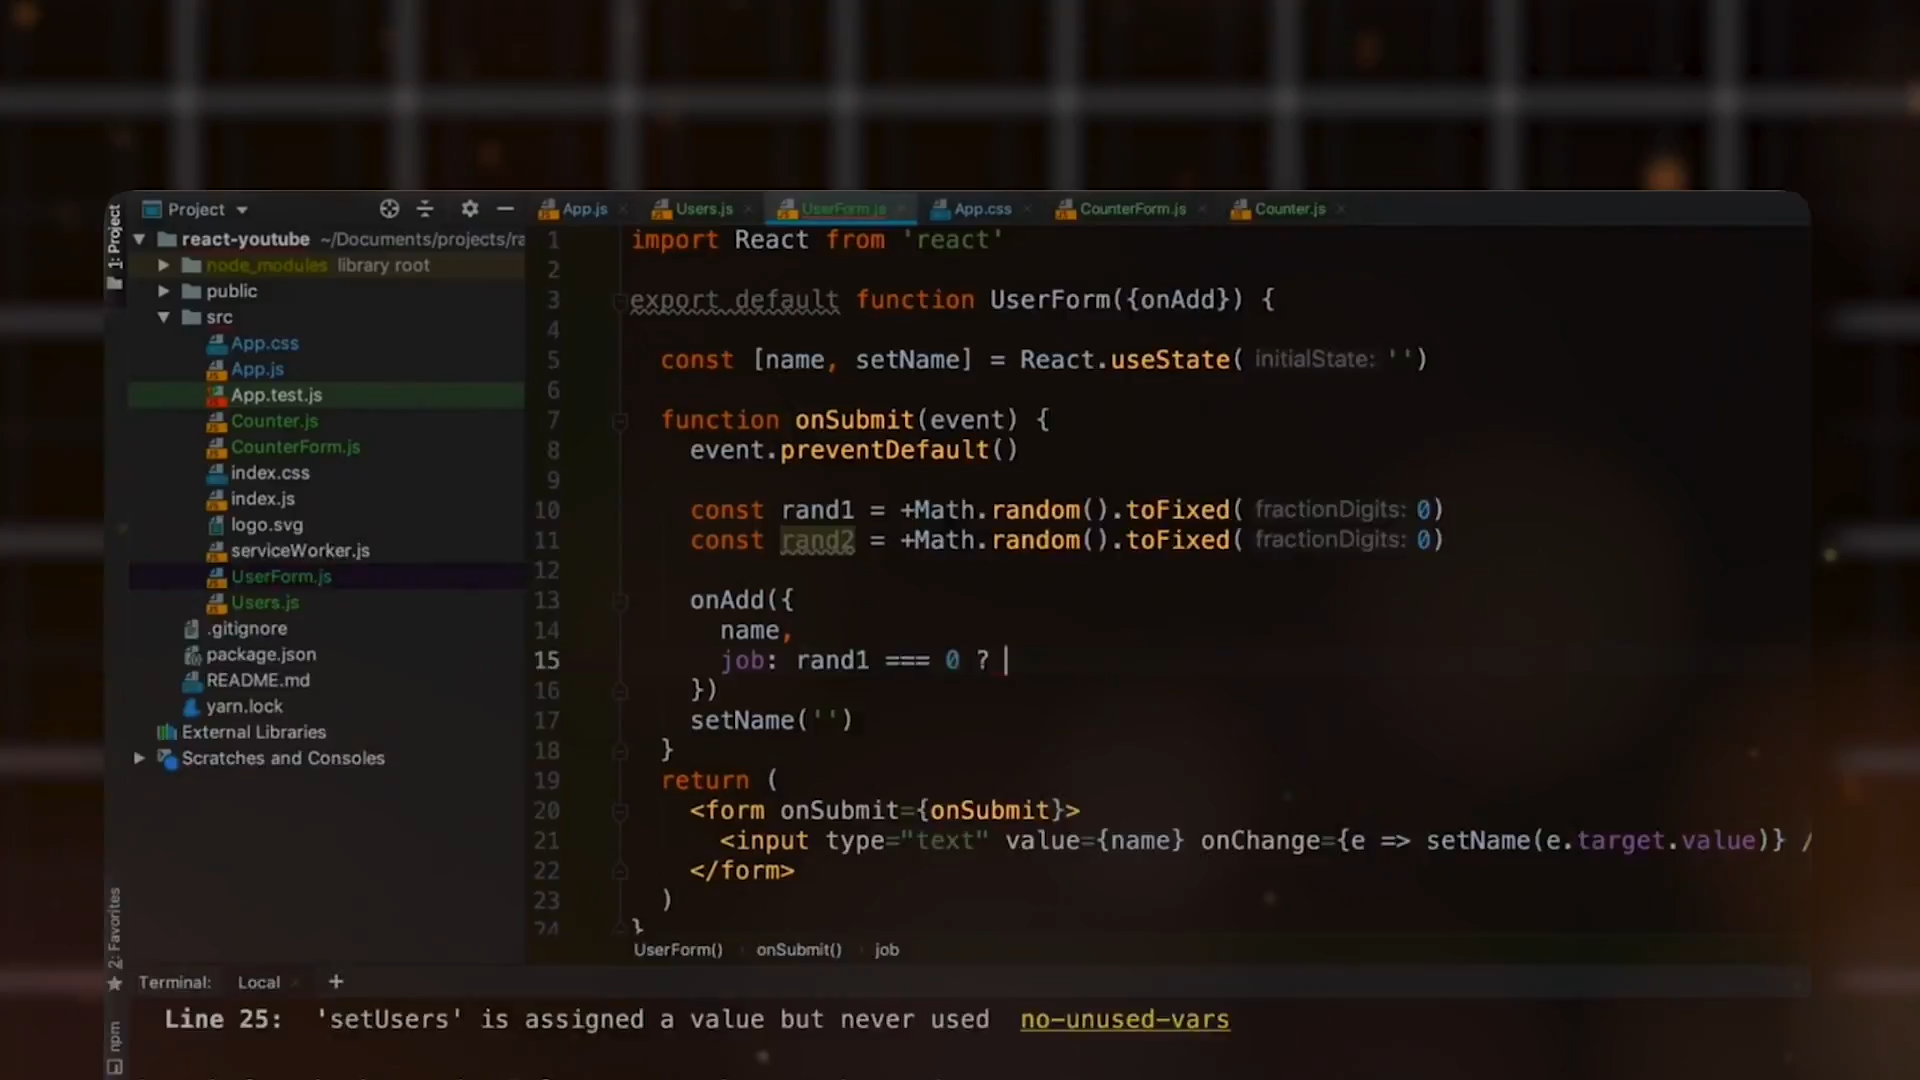 1: Project
Project
react-youtube ~/Documents/projects/ra
node_modules library root
public
src
App.css
App.js
App.test.js
Counter.js
CounterForm.js
index.css
index.js
logo.svg
serviceWorker.js
UserForm.js
Users.js
.gitignore
package.json
README.md
yarn.lock
External Libraries
Scratches and Consoles
App.js Users.js UserForm.js App.css CounterForm.js Counter.js
1 import React from 'react'
2
3 export default function UserForm({onAdd}) {
4
5 const [name, setName] = React.useState( initialState: '')
6
7 function onSubmit(event) {
8 event.preventDefault()
9
10 const rand1 = +Math.random().toFixed( fractionDigits: 0)
11 const rand2 = +Math.random().toFixed( fractionDigits: 0)
12
13 onAdd({
14 name,
15 job: rand1 === 0 ?
16 })
17 setName('')
18 }
19 return (
20 <form onSubmit={onSubmit}>
21 <input type="text" value={name} onChange={e => setName(e.target.value)} /
22 </form>
23 )
24 }
UserForm() onSubmit() job
2: Favorites
npm
Terminal: Local +
Line 25: 'setUsers' is assigned a value but never used no-unused-vars